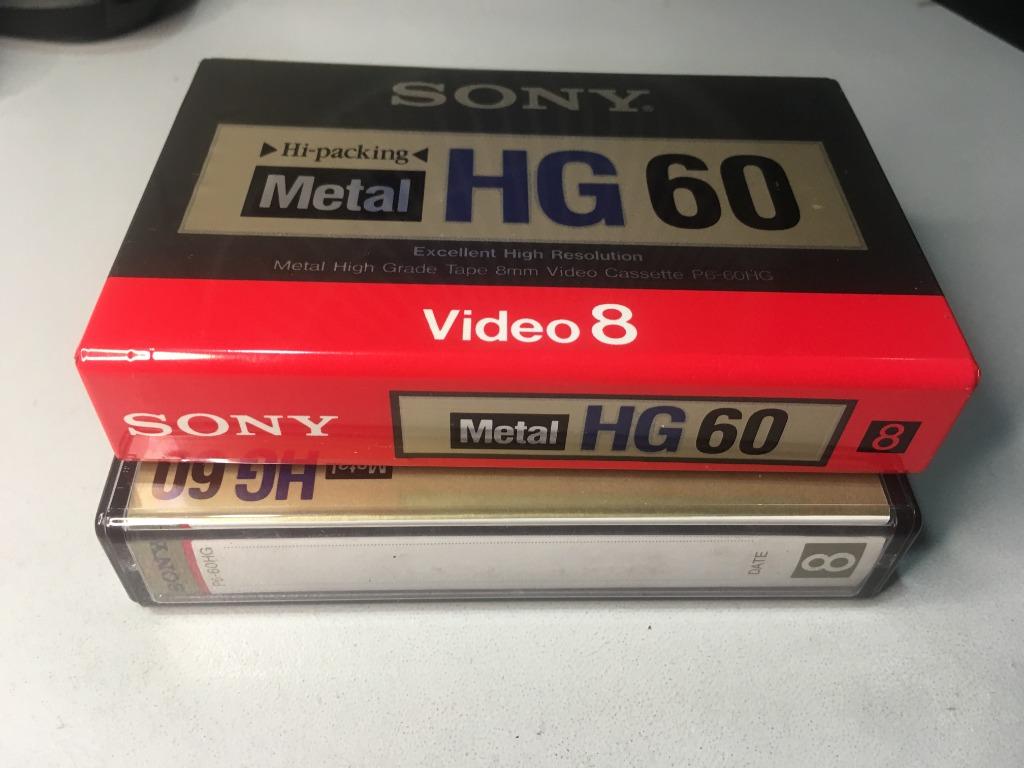 SONY®
Hi-packing
Metal HG 60
Excellent High Resolution
Metal High Grade Tape 8mm Video Cassette P6-60HG
Video 8
SONY Metal HG 60 8
HG 60 Metal
SONY P6-60HG DATE 8